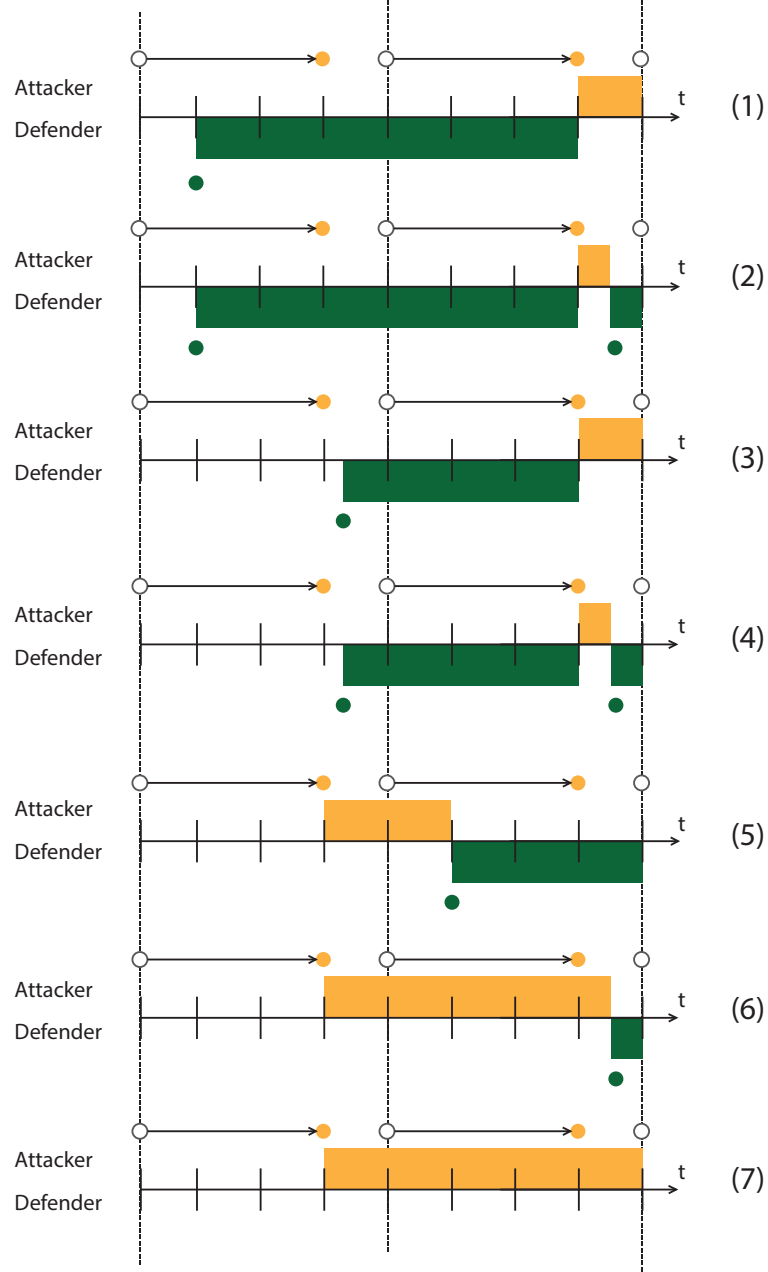 Attacker
t
(1)
Defender
Attacker
t
(2)
Defender
Attacker
t
(3)
Defender
Attacker
t
(4)
Defender
Attacker
t
(5)
Defender
Attacker
t
(6)
Defender
Attacker
t
(7)
Defender